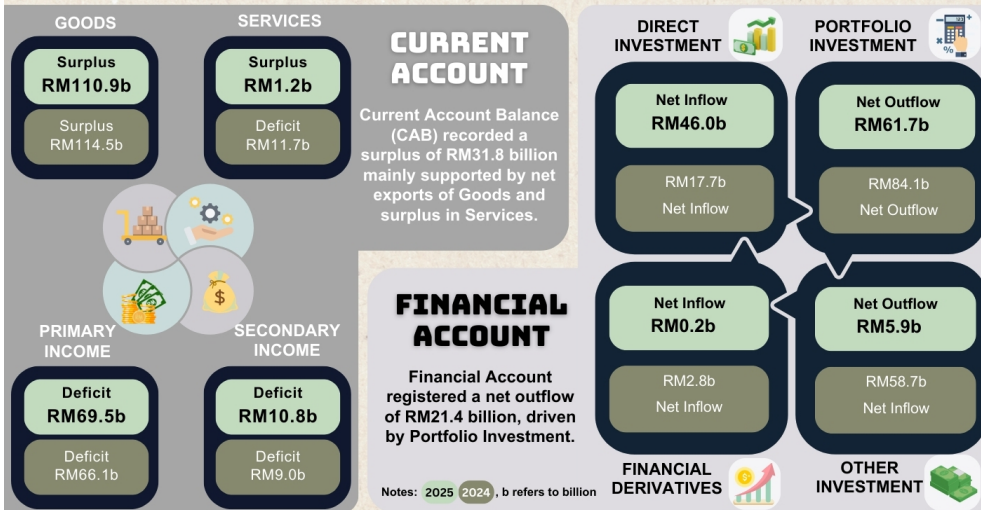 GOODS
Surplus
RM110.9b
Surplus
RM114.5b
SERVICES
Surplus
RM1.2b
Deficit
RM11.7b
CURRENT
ACCOUNT
Current Account Balance
(CAB) recorded a
surplus of RM31.8 billion
mainly supported by net
exports of Goods and
surplus in Services.
PRIMARY
INCOME
Deficit
RM69.5b
Deficit
RM66.1b
SECONDARY
INCOME
Deficit
RM10.8b
Deficit
RM9.0b
FINANCIAL
ACCOUNT
Financial Account
registered a net outflow
of RM21.4 billion, driven
by Portfolio Investment.
Notes: 2025 2024 , b refers to billion
DIRECT
INVESTMENT
Net Inflow
RM46.0b
RM17.7b
Net Inflow
PORTFOLIO
INVESTMENT
%
Net Outflow
RM61.7b
RM84.1b
Net Outflow
Net Inflow
RM0.2b
RM2.8b
Net Inflow
FINANCIAL
DERIVATIVES
Net Outflow
RM5.9b
RM58.7b
Net Inflow
OTHER
INVESTMENT